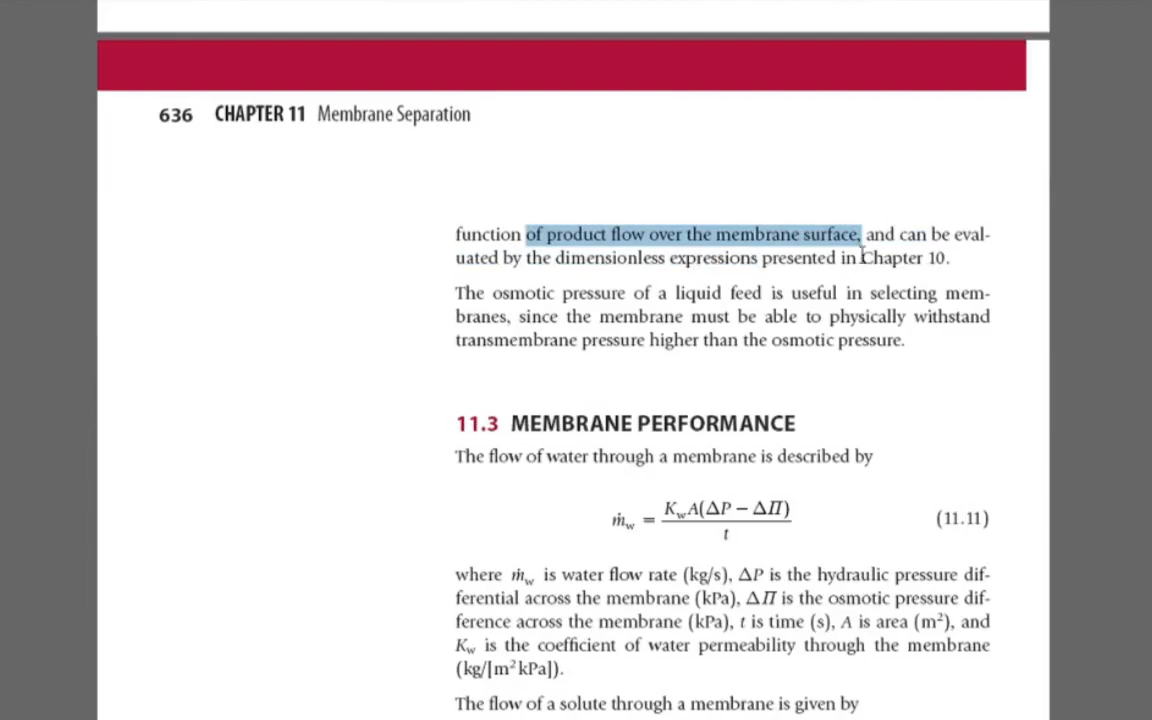 636 CHAPTER 11 Membrane Separation
function of product flow over the membrane surface, and can be eval-
uated by the dimensionless expressions presented in Chapter 10.
The osmotic pressure of a liquid feed is useful in selecting mem-
branes, since the membrane must be able to physically withstand
transmembrane pressure higher than the osmotic pressure.
11.3 MEMBRANE PERFORMANCE
The flow of water through a membrane is described by
ṁw = KwA(ΔP − ΔΠ) / t (11.11)
where ṁw is water flow rate (kg/s), ΔP is the hydraulic pressure dif-
ferential across the membrane (kPa), ΔΠ is the osmotic pressure dif-
ference across the membrane (kPa), t is time (s), A is area (m²), and
Kw is the coefficient of water permeability through the membrane
(kg/[m² kPa]).
The flow of a solute through a membrane is given by